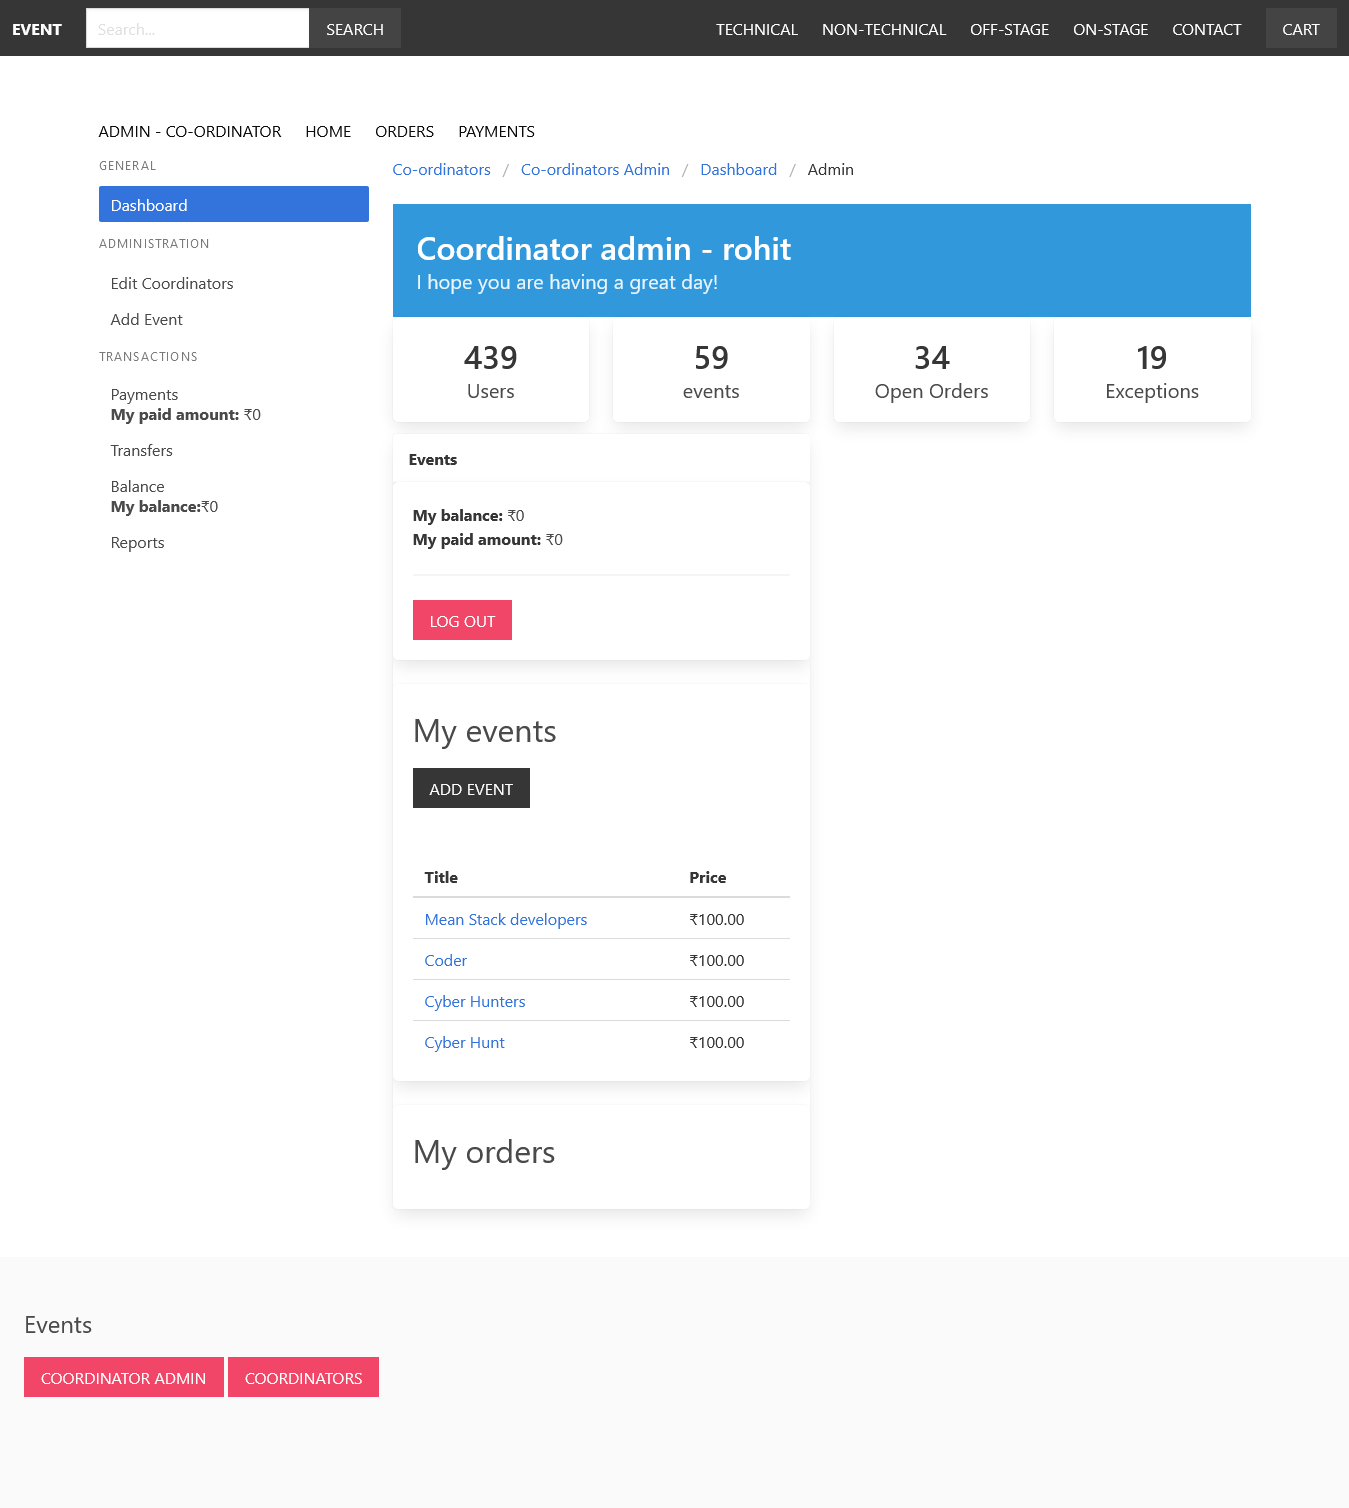 EVENT Search... SEARCH TECHNICAL NON-TECHNICAL OFF-STAGE ON-STAGE CONTACT CART
ADMIN - CO-ORDINATOR HOME ORDERS PAYMENTS
GENERAL
Dashboard
ADMINISTRATION
Edit Coordinators
Add Event
TRANSACTIONS
Payments
My paid amount: ₹0
Transfers
Balance
My balance:₹0
Reports
Co-ordinators / Co-ordinators Admin / Dashboard / Admin
Coordinator admin - rohit
I hope you are having a great day!
439 59 34 19
Users events Open Orders Exceptions
Events
My balance: ₹0
My paid amount: ₹0
LOG OUT
My events
ADD EVENT
Title Price
Mean Stack developers ₹100.00
Coder ₹100.00
Cyber Hunters ₹100.00
Cyber Hunt ₹100.00
My orders
Events
COORDINATOR ADMIN COORDINATORS